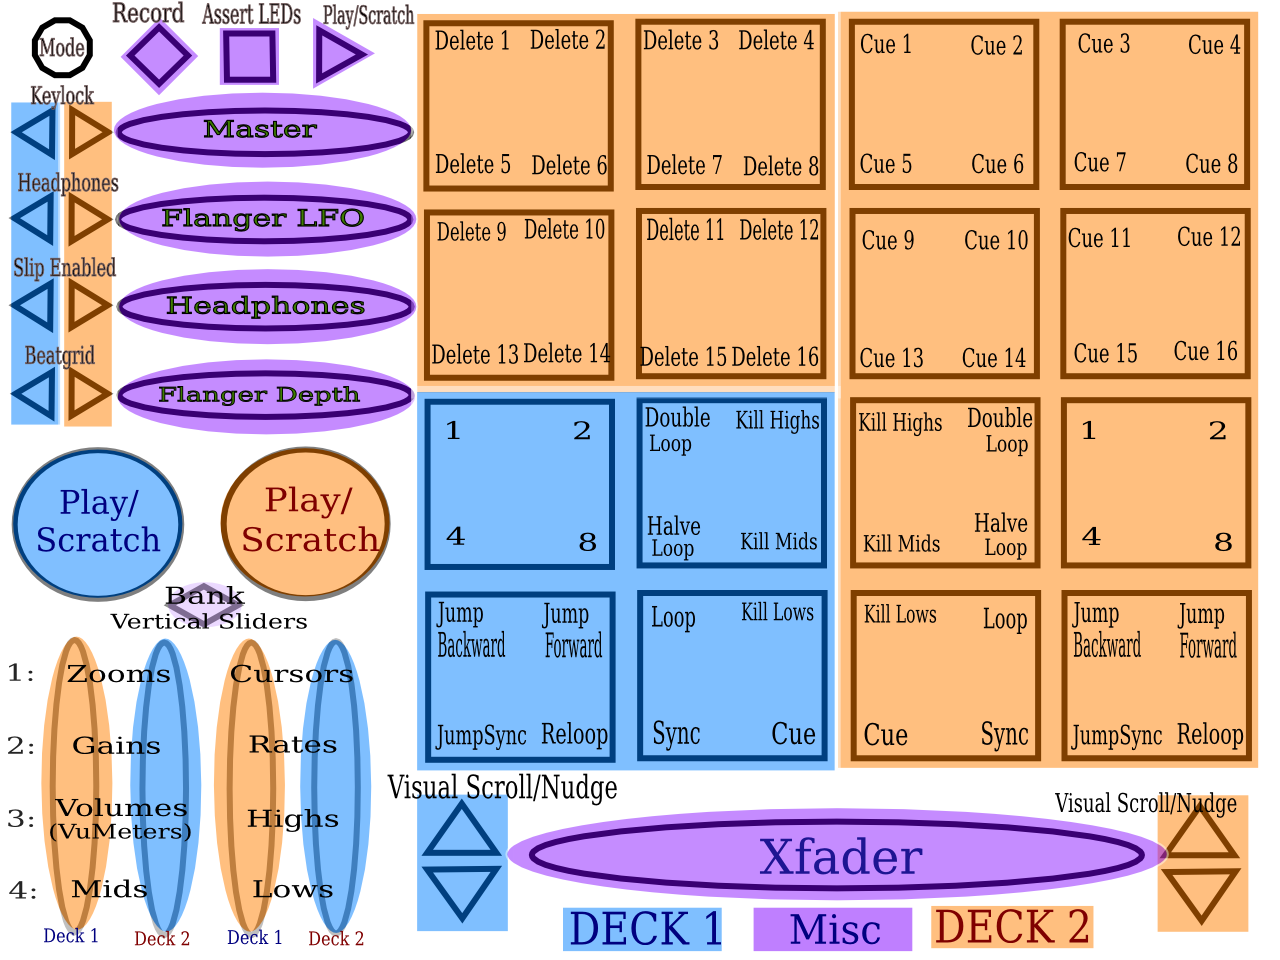 Mode
Record
Assert LEDs
Play/Scratch
Keylock
Master
Headphones
Flanger LFO
Slip Enabled
Headphones
Beatgrid
Flanger Depth
Play/
Scratch
Play/
Scratch
Bank
Vertical Sliders
1: Zooms Cursors
2: Gains Rates
3: Volumes Highs
(VuMeters)
4: Mids Lows
Deck 1 Deck 2 Deck 1 Deck 2
Delete 1 Delete 2 Delete 3 Delete 4
Delete 5 Delete 6 Delete 7 Delete 8
Delete 9 Delete 10 Delete 11 Delete 12
Delete 13 Delete 14 Delete 15 Delete 16
Cue 1 Cue 2 Cue 3 Cue 4
Cue 5 Cue 6 Cue 7 Cue 8
Cue 9 Cue 10 Cue 11 Cue 12
Cue 13 Cue 14 Cue 15 Cue 16
1 2
4 8
Double
Loop
Kill Highs
Halve
Loop
Kill Mids
Kill Highs
Double
Loop
Kill Mids
Halve
Loop
1 2
4 8
Jump
Backward
Jump
Forward
JumpSync Reloop
Loop Kill Lows
Sync Cue
Kill Lows Loop
Cue Sync
Jump
Backward
Jump
Forward
JumpSync Reloop
Visual Scroll/Nudge
Xfader
Visual Scroll/Nudge
DECK 1 Misc DECK 2